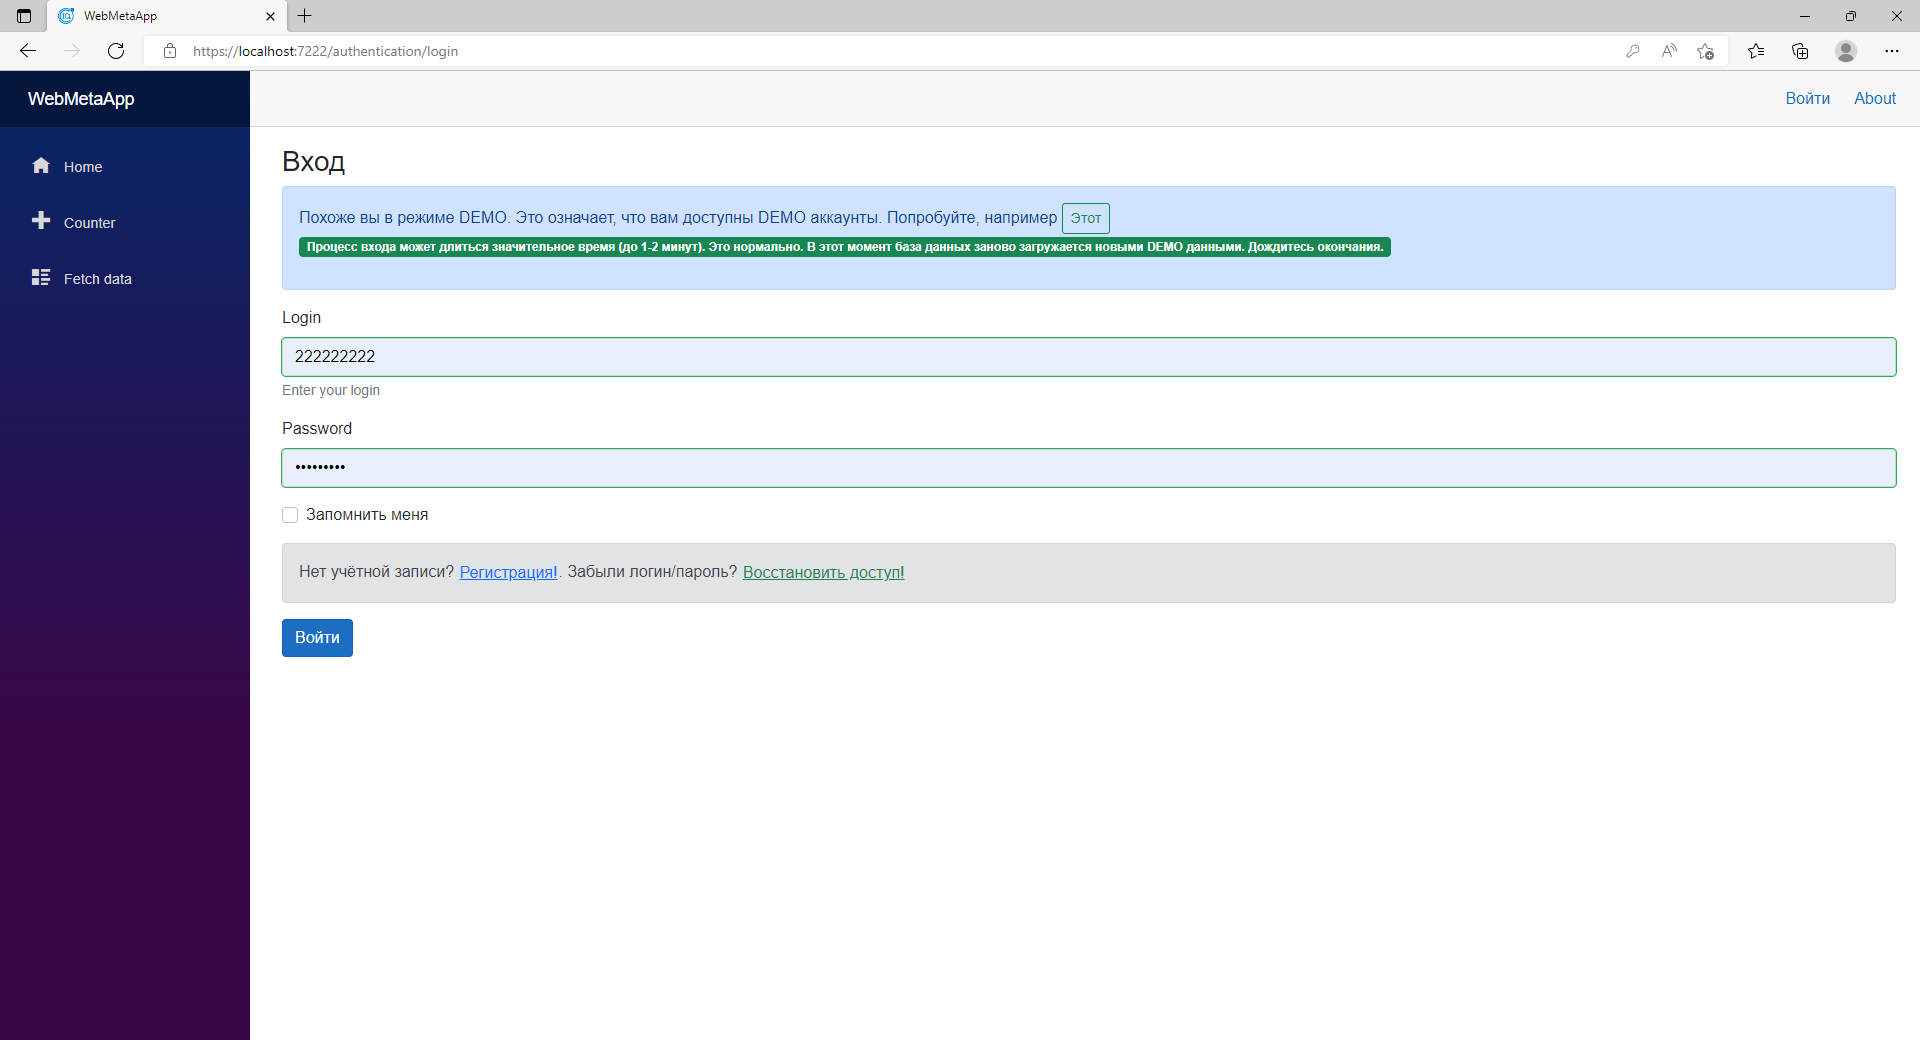 WebMetaApp
https://localhost:7222/authentication/login
WebMetaApp
Войти About
Home
Counter
Fetch data
Вход
Похоже вы в режиме DEMO. Это означает, что вам доступны DEMO аккаунты. Попробуйте, например Этот
Процесс входа может длиться значительное время (до 1-2 минут). Это нормально. В этот момент база данных заново загружается новыми DEMO данными. Дождитесь окончания.
Login
222222222
Enter your login
Password
•••••••••
Запомнить меня
Нет учётной записи? Регистрация!. Забыли логин/пароль? Восстановить доступ!
Войти